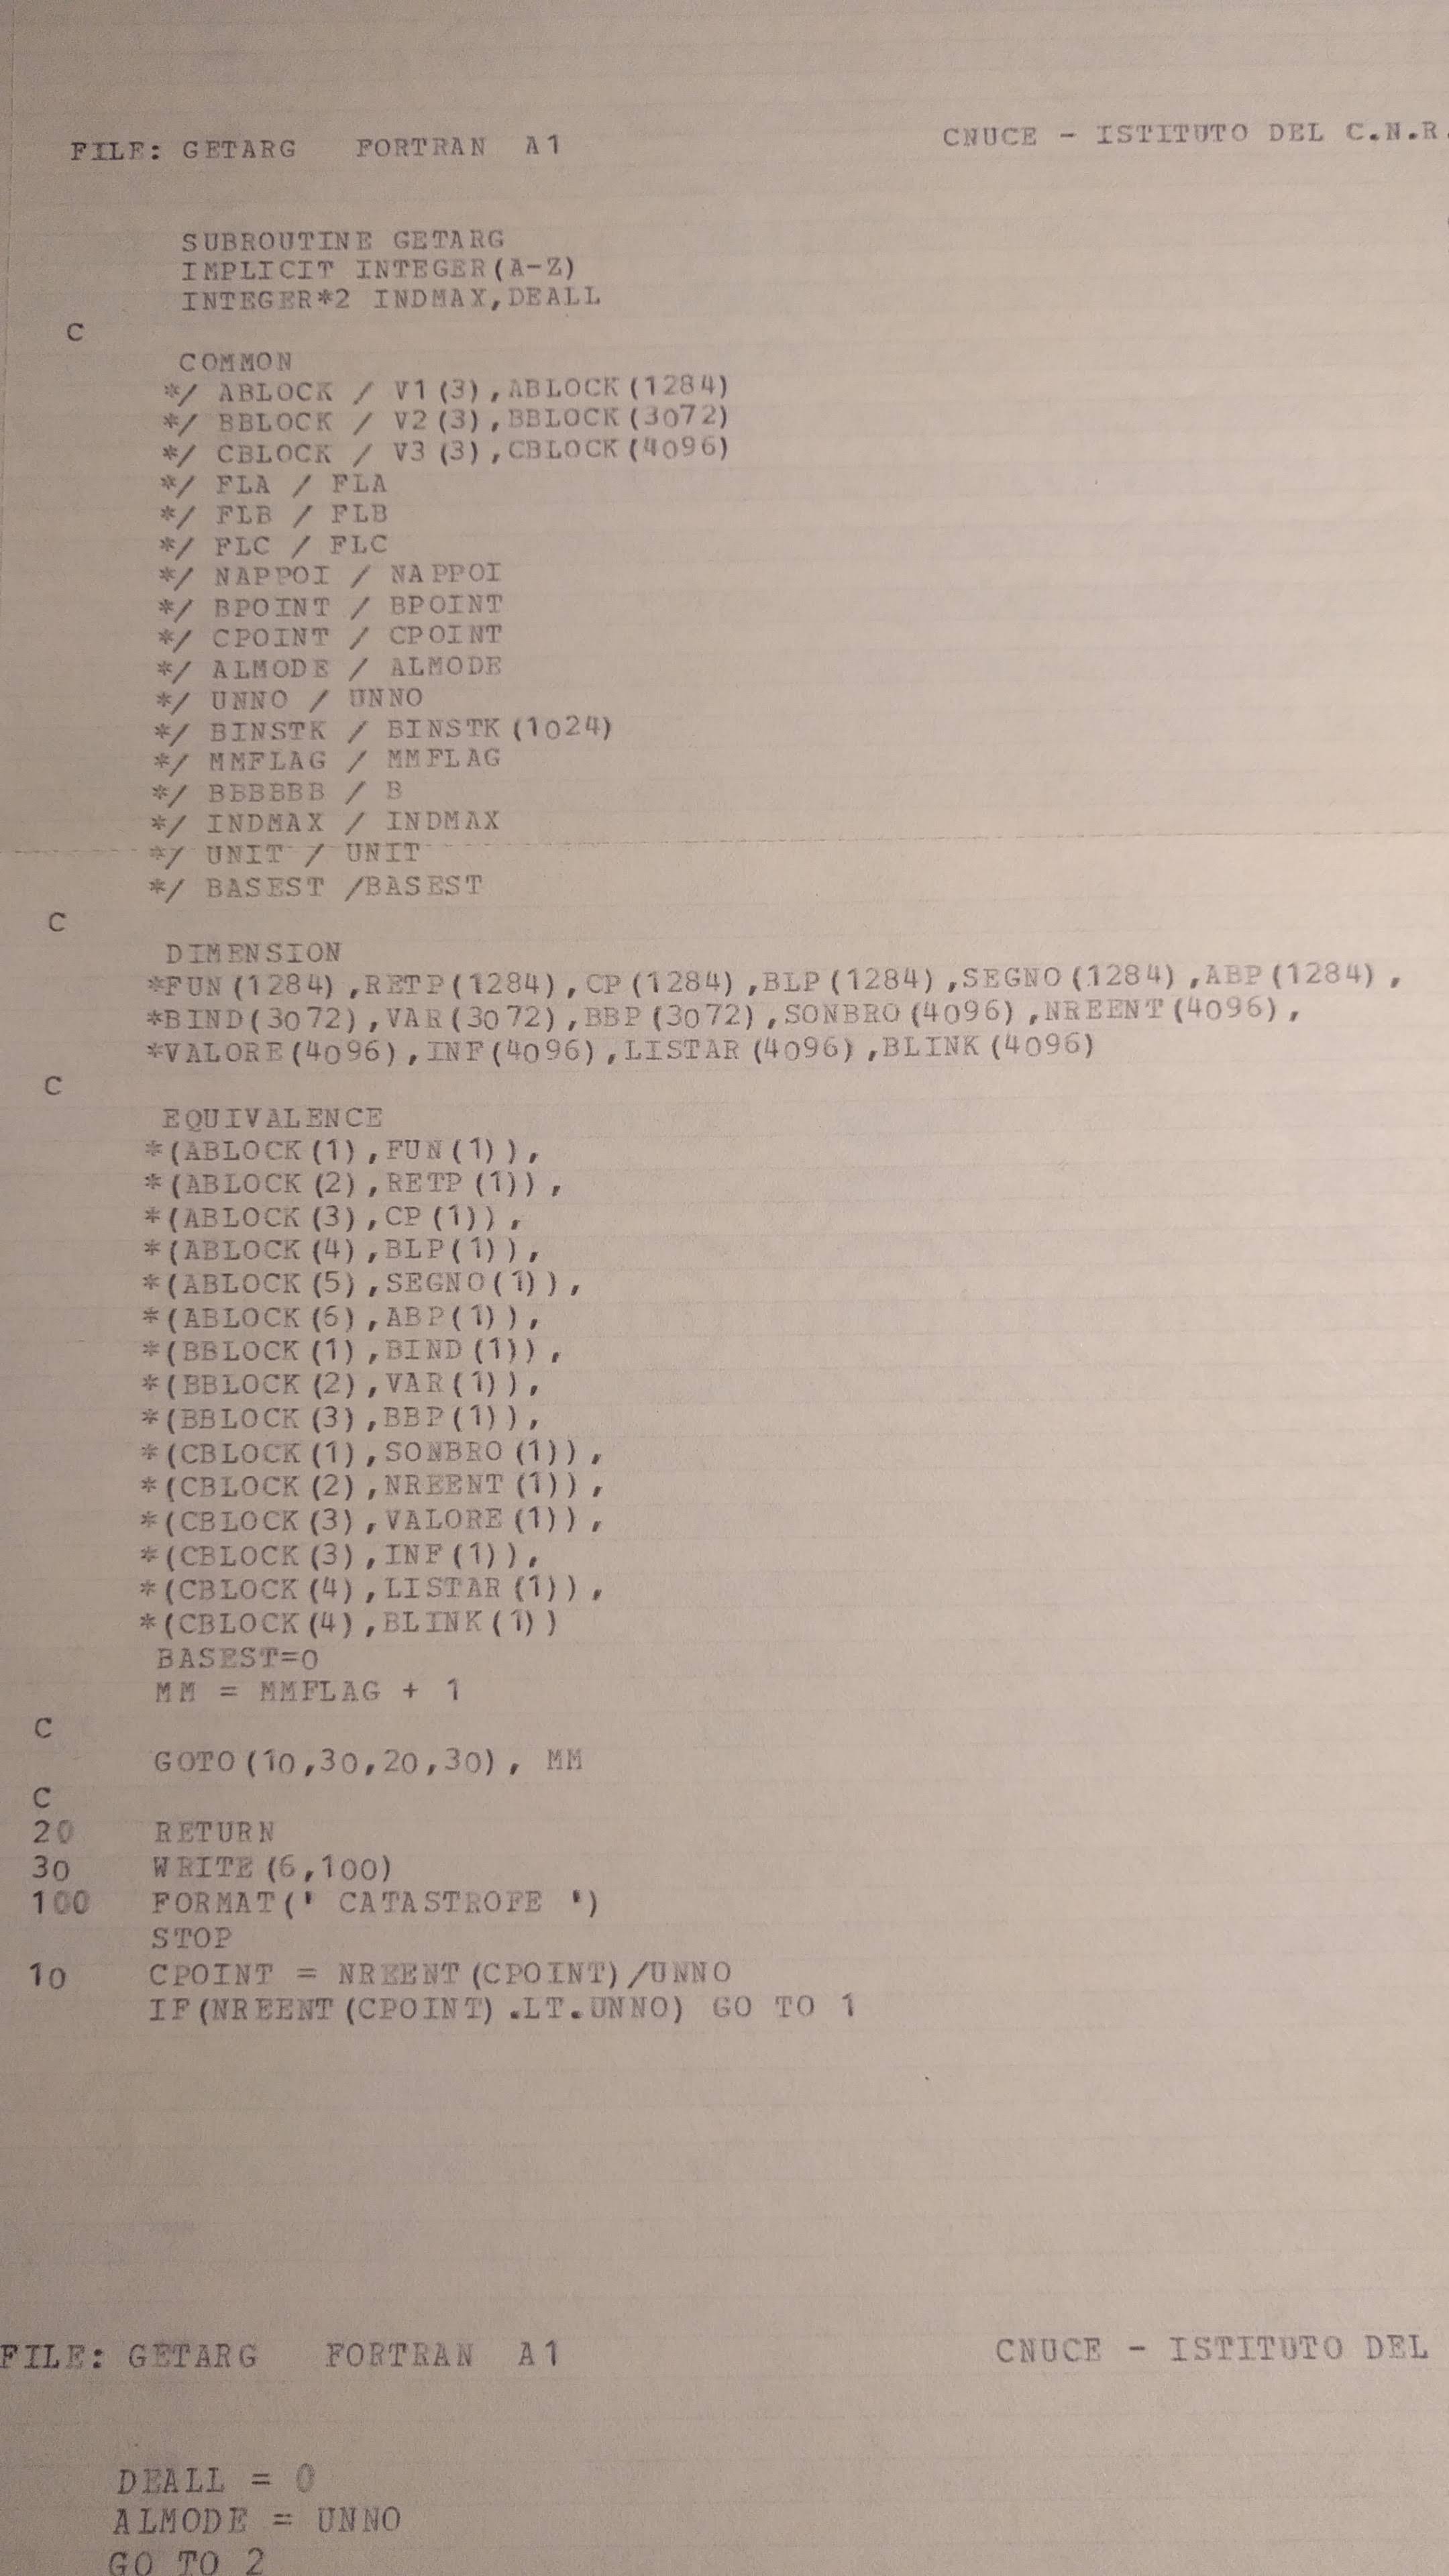 FILE: GETARG   FORTRAN  A1                    CNUCE - ISTITUTO DEL C.N.R.
SUBROUTINE GETARG
IMPLICIT INTEGER(A-Z)
INTEGER*2 INDMAX,DEALL
C
COMMON
*/ ABLOCK / V1(3),ABLOCK(1284)
*/ BBLOCK / V2(3),BBLOCK(3072)
*/ CBLOCK / V3(3),CBLOCK(4096)
*/ FLA / FLA
*/ FLB / FLB
*/ FLC / FLC
*/ NAPPOI / NAPPOI
*/ BPOINT / BPOINT
*/ CPOINT / CPOINT
*/ ALMODE / ALMODE
*/ UNNO / UNNO
*/ BINSTK / BINSTK(1024)
*/ MMFLAG / MMFLAG
*/ BBBBBB / B
*/ INDMAX / INDMAX
*/ UNIT / UNIT
*/ BASEST /BASEST
C
DIMENSION
*FUN(1284),RETP(1284),CP(1284),BLP(1284),SEGNO(1284),ABP(1284),
*BIND(3072),VAR(3072),BBP(3072),SONBRO(4096),NREENT(4096),
*VALORE(4096),INF(4096),LISTAR(4096),BLINK(4096)
C
EQUIVALENCE
*(ABLOCK(1),FUN(1)),
*(ABLOCK(2),RETP(1)),
*(ABLOCK(3),CP(1)),
*(ABLOCK(4),BLP(1)),
*(ABLOCK(5),SEGNO(1)),
*(ABLOCK(6),ABP(1)),
*(BBLOCK(1),BIND(1)),
*(BBLOCK(2),VAR(1)),
*(BBLOCK(3),BBP(1)),
*(CBLOCK(1),SONBRO(1)),
*(CBLOCK(2),NREENT(1)),
*(CBLOCK(3),VALORE(1)),
*(CBLOCK(3),INF(1)),
*(CBLOCK(4),LISTAR(1)),
*(CBLOCK(4),BLINK(1))
BASEST=0
MM = MMFLAG + 1
C
GOTO(10,30,20,30), MM
C
20    RETURN
30    WRITE(6,100)
100   FORMAT(' CATASTROFE ')
STOP
10    CPOINT = NREENT(CPOINT)/UNNO
IF(NREENT(CPOINT).LT.UNNO) GO TO 1
FILE: GETARG   FORTRAN  A1                    CNUCE - ISTITUTO DEL
DEALL = 0
ALMODE = UNNO
GO TO 2